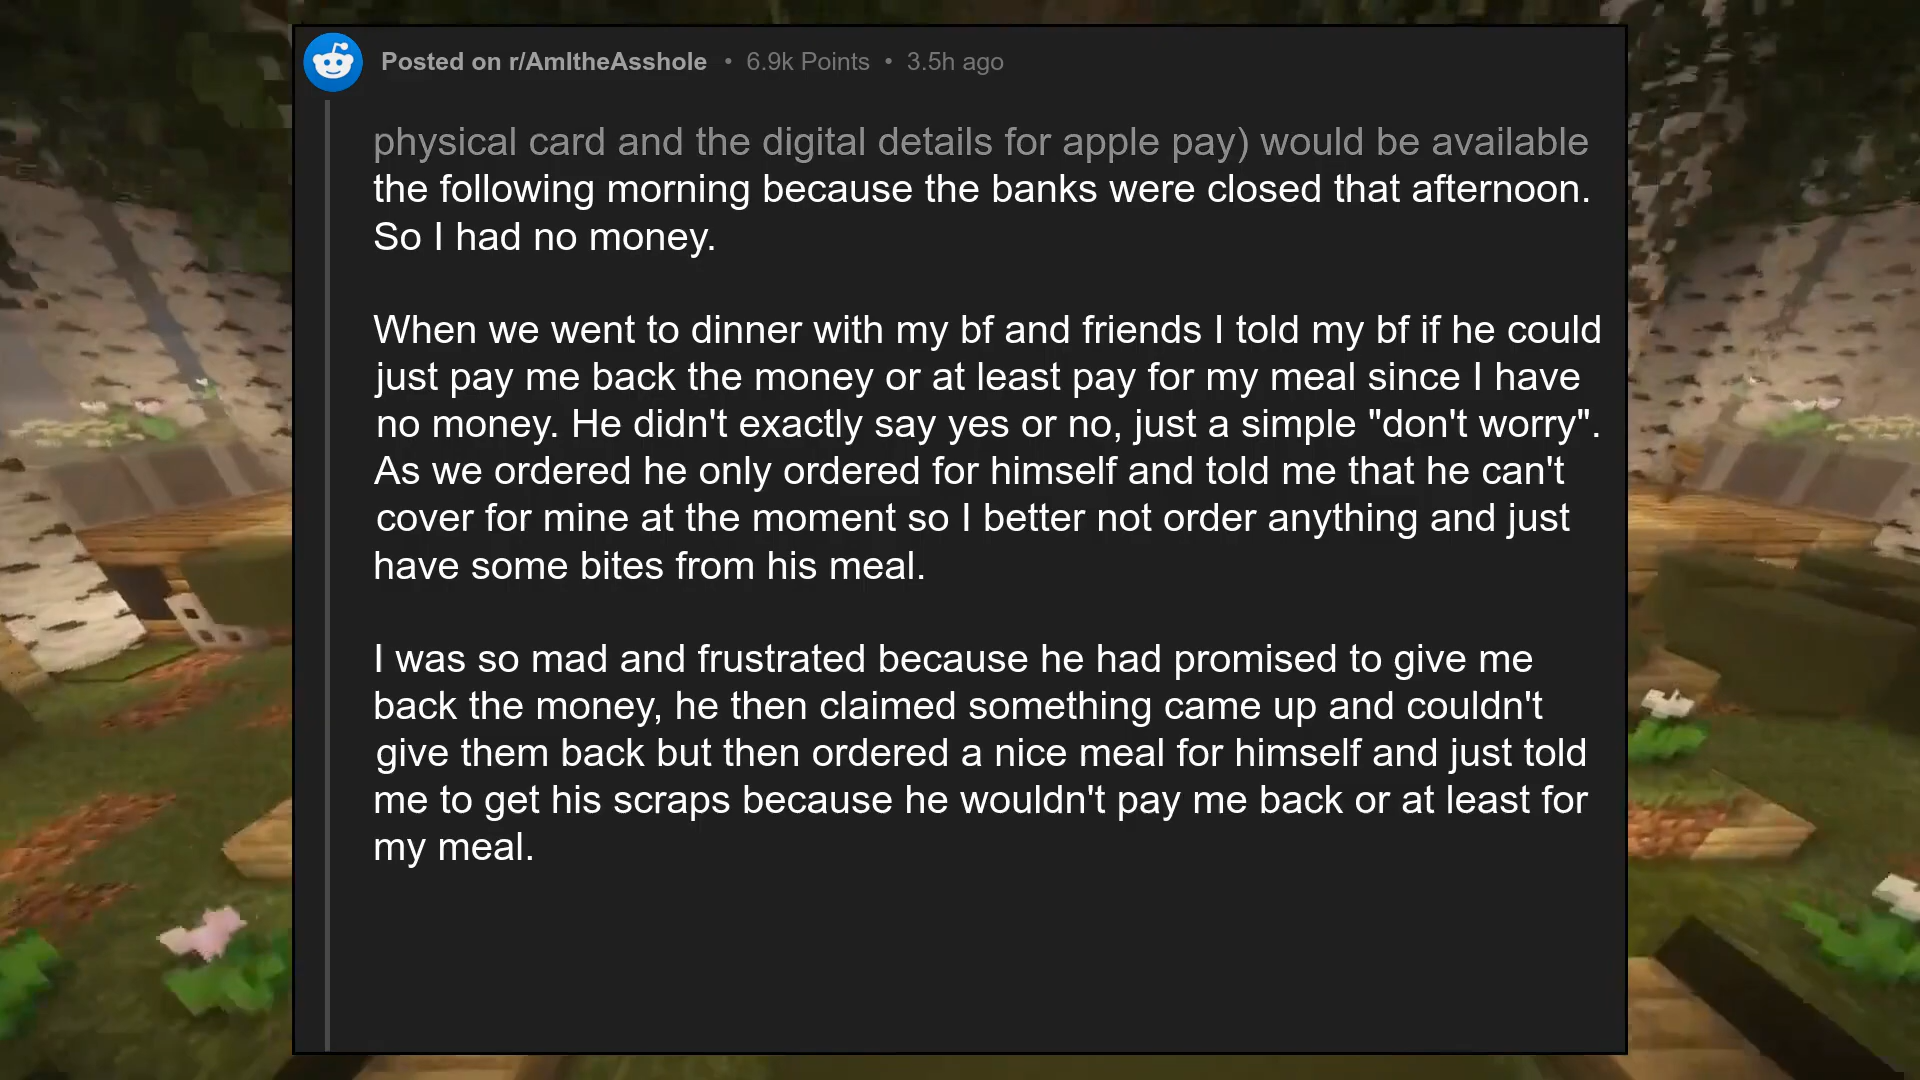 Posted on r/AmItheAsshole • 6.9k Points • 3.5h ago
physical card and the digital details for apple pay) would be available
the following morning because the banks were closed that afternoon.
So I had no money.
When we went to dinner with my bf and friends I told my bf if he could
just pay me back the money or at least pay for my meal since I have
no money. He didn't exactly say yes or no, just a simple "don't worry".
As we ordered he only ordered for himself and told me that he can't
cover for mine at the moment so I better not order anything and just
have some bites from his meal.
I was so mad and frustrated because he had promised to give me
back the money, he then claimed something came up and couldn't
give them back but then ordered a nice meal for himself and just told
me to get his scraps because he wouldn't pay me back or at least for
my meal.